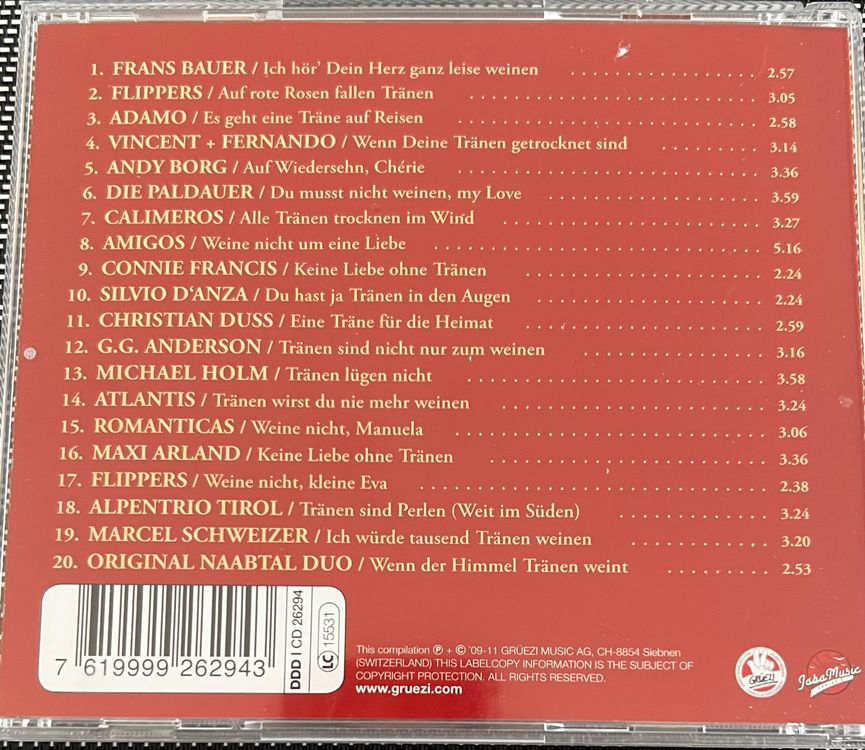 1. FRANS BAUER / Ich hör' Dein Herz ganz leise weinen . . . . . . . . . . . . . . . . . 2.57
2. FLIPPERS / Auf rote Rosen fallen Tränen . . . . . . . . . . . . . . . . . . . . . . . . . . 3.05
3. ADAMO / Es geht eine Träne auf Reisen . . . . . . . . . . . . . . . . . . . . . . . . . . . 2.58
4. VINCENT + FERNANDO / Wenn Deine Tränen getrocknet sind . . . . . . . . . 3.14
5. ANDY BORG / Auf Wiedersehn, Chérie . . . . . . . . . . . . . . . . . . . . . . . . . . . 3.36
6. DIE PALDAUER / Du musst nicht weinen, my Love . . . . . . . . . . . . . . . . . . 3.59
7. CALIMEROS / Alle Tränen trocknen im Wind . . . . . . . . . . . . . . . . . . . . . . . 3.27
8. AMIGOS / Weine nicht um eine Liebe . . . . . . . . . . . . . . . . . . . . . . . . . . . . . 5.16
9. CONNIE FRANCIS / Keine Liebe ohne Tränen . . . . . . . . . . . . . . . . . . . . . . 2.24
10. SILVIO D'ANZA / Du hast ja Tränen in den Augen . . . . . . . . . . . . . . . . . . . . . 2.24
11. CHRISTIAN DUSS / Eine Träne für die Heimat . . . . . . . . . . . . . . . . . . . . . . 2.59
12. G.G. ANDERSON / Tränen sind nicht nur zum weinen . . . . . . . . . . . . . . . . . 3.16
13. MICHAEL HOLM / Tränen lügen nicht . . . . . . . . . . . . . . . . . . . . . . . . . . . 3.58
14. ATLANTIS / Tränen wirst du nie mehr weinen . . . . . . . . . . . . . . . . . . . . . . . . 3.24
15. ROMANTICAS / Weine nicht, Manuela . . . . . . . . . . . . . . . . . . . . . . . . . . . . 3.06
16. MAXI ARLAND / Keine Liebe ohne Tränen . . . . . . . . . . . . . . . . . . . . . . . . . 3.36
17. FLIPPERS / Weine nicht, kleine Eva . . . . . . . . . . . . . . . . . . . . . . . . . . . . . . . 2.38
18. ALPENTRIO TIROL / Tränen sind Perlen (Weit im Süden) . . . . . . . . . . . . . 3.24
19. MARCEL SCHWEIZER / Ich würde tausend Tränen weinen . . . . . . . . . . . . 3.20
20. ORIGINAL NAABTAL DUO / Wenn der Himmel Tränen weint . . . . . . . . . 2.53
7 619999 262943
DDD | CD 26294
LC 15531
This compilation ℗ + © '09-11 GRÜEZI MUSIC AG, CH-8854 Siebnen
(SWITZERLAND) THIS LABELCOPY INFORMATION IS THE SUBJECT OF
COPYRIGHT PROTECTION. ALL RIGHTS RESERVED.
www.gruezi.com
GRÜEZI
JabaMusic